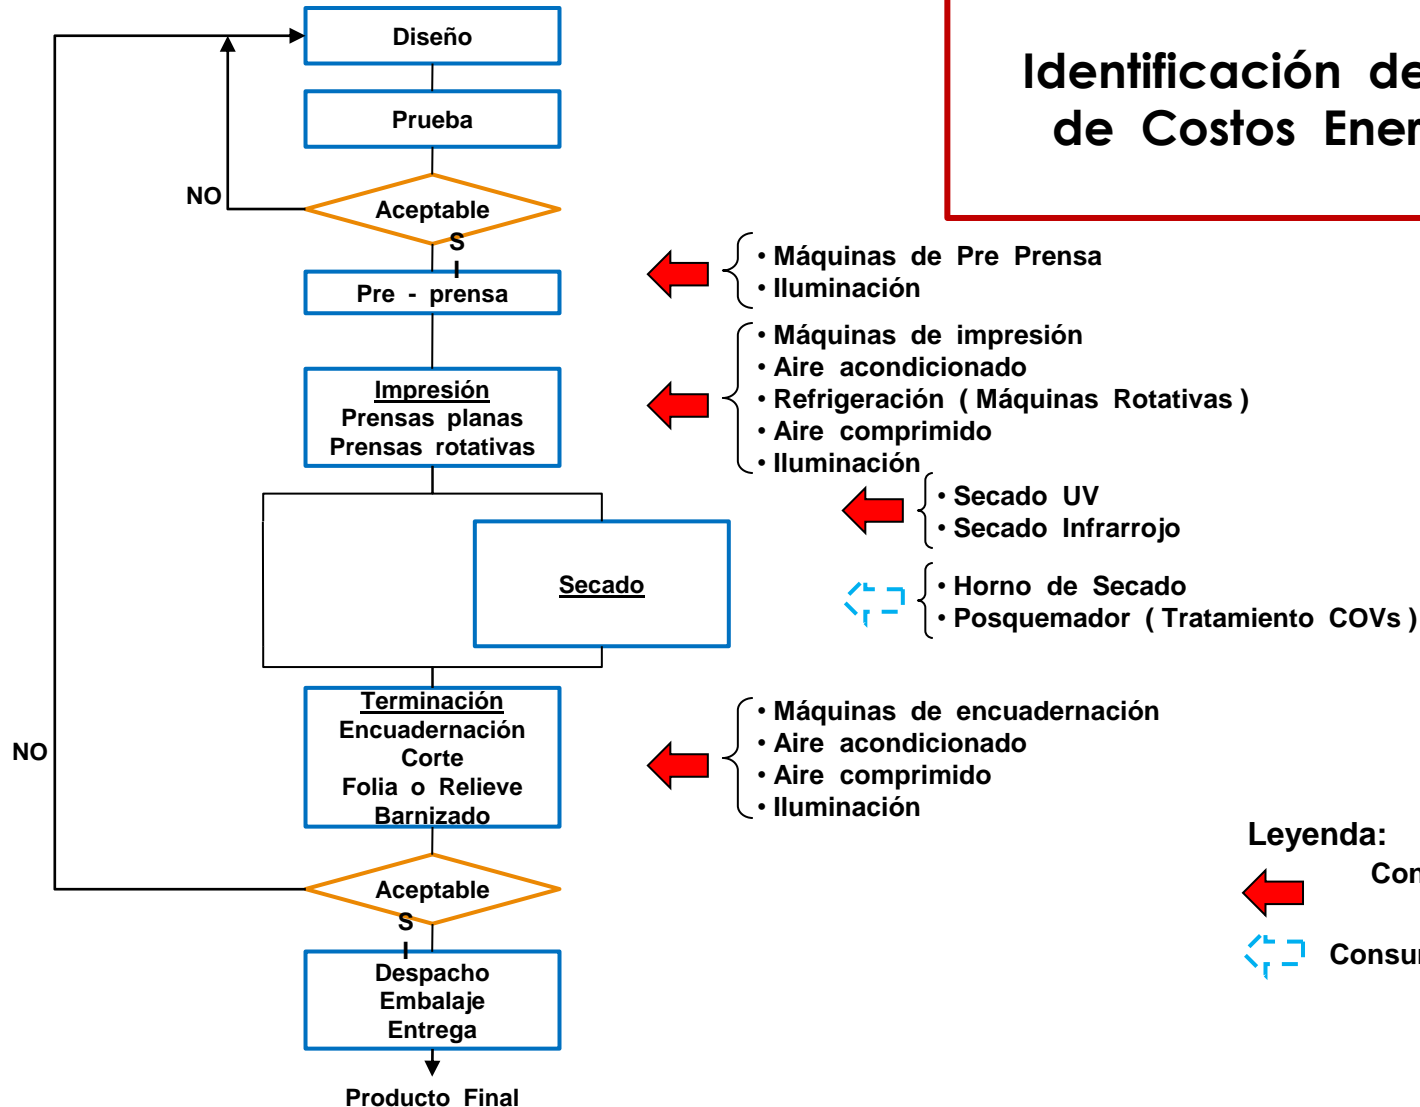 Diseño
Identificación de
de Costos Ener
Prueba
NO
Aceptable
SI
• Máquinas de Pre Prensa
• Iluminación
Pre - prensa
• Máquinas de impresión
• Aire acondicionado
• Refrigeración ( Máquinas Rotativas )
• Aire comprimido
• Iluminación
Impresión
Prensas planas
Prensas rotativas
• Secado UV
• Secado Infrarrojo
Secado
• Horno de Secado
• Posquemador ( Tratamiento COVs )
Terminación
Encuadernación
Corte
Folia o Relieve
Barnizado
• Máquinas de encuadernación
• Aire acondicionado
• Aire comprimido
• Iluminación
NO
Leyenda:
Con
Consu
Aceptable
SI
Despacho
Embalaje
Entrega
Producto Final